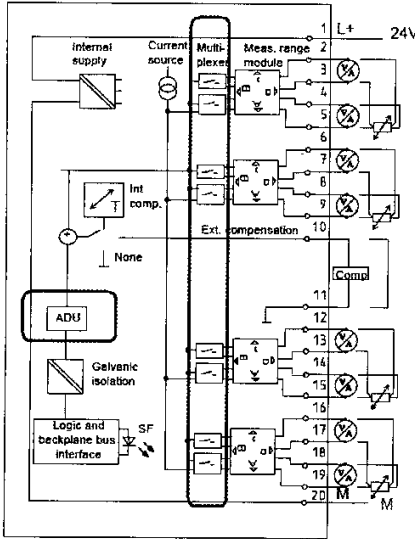 1 L+ 24V
Internal supply
Current source
Multi-plexer
Meas. range module
2
3
4
5
6
7
8
9
10
Int comp.
Ext. compensation
None
Comp
11
12
ADU
13
14
15
Galvanic isolation
16
Logic and backplane bus interface
SF
17
18
19
20 M
M